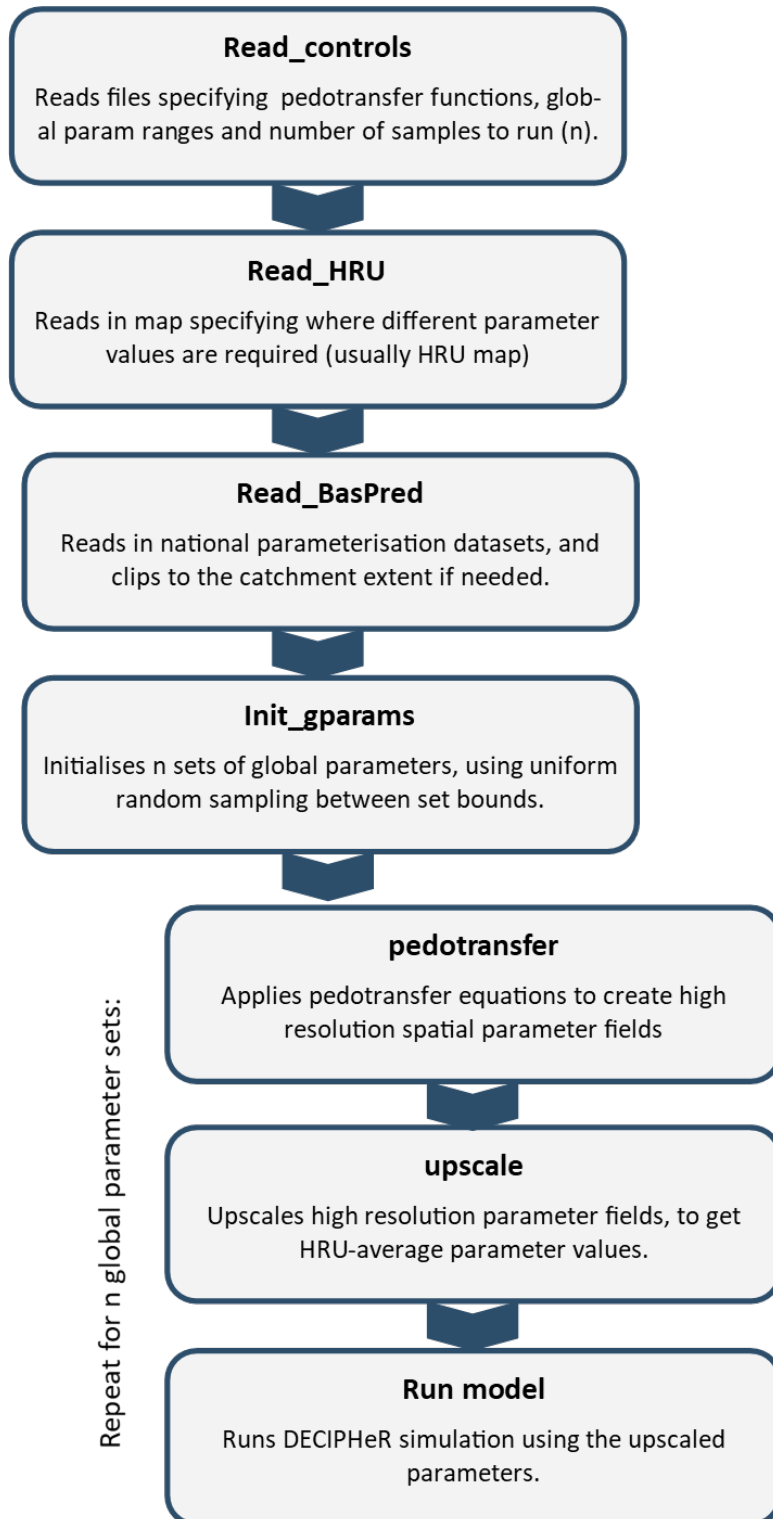 Read_controls
Reads files specifying  pedotransfer functions, glob-
al param ranges and number of samples to run (n).
Read_HRU
Reads in map specifying where different parameter
values are required (usually HRU map)
Read_BasPred
Reads in national parameterisation datasets, and
clips to the catchment extent if needed.
Init_gparams
Initialises n sets of global parameters, using uniform
random sampling between set bounds.
Repeat for n global parameter sets:
pedotransfer
Applies pedotransfer equations to create high
resolution spatial parameter fields
upscale
Upscales high resolution parameter fields, to get
HRU-average parameter values.
Run model
Runs DECIPHeR simulation using the upscaled
parameters.